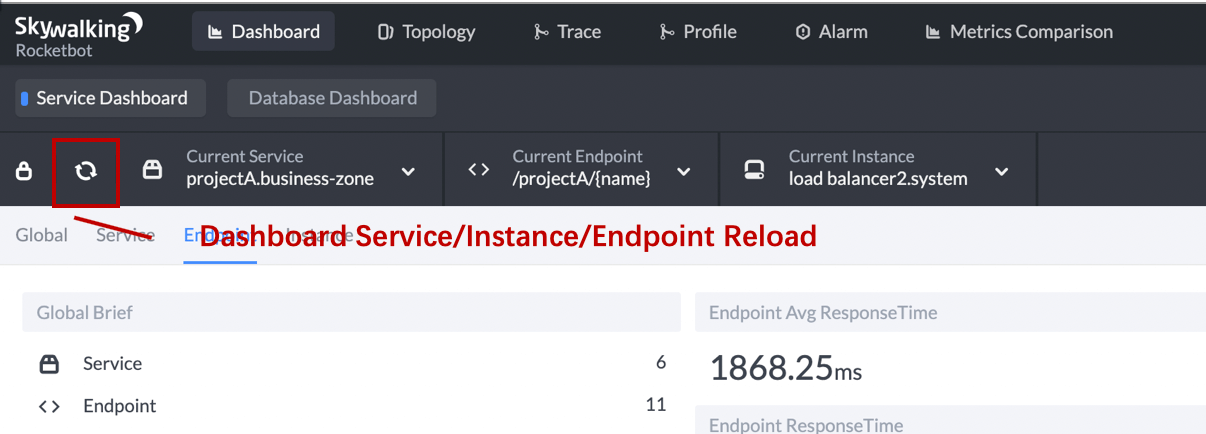 Skywalking
Rocketbot
Dashboard
Topology
Trace
Profile
Alarm
Metrics Comparison
Service Dashboard
Database Dashboard
Current Service
projectA.business-zone
Current Endpoint
/projectA/{name}
Current Instance
load balancer2.system
Global
Service
Endpoint
Instance
Dashboard Service/Instance/Endpoint Reload
Global Brief
Service
6
Endpoint
11
Endpoint Avg ResponseTime
1868.25ms
Endpoint ResponseTime